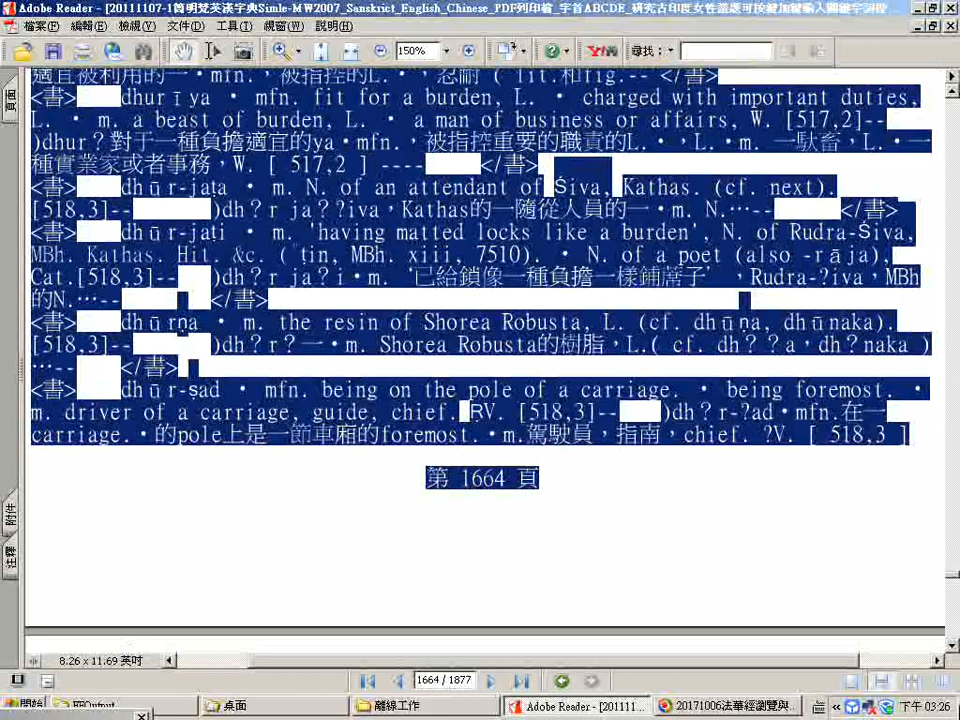 Adobe Reader - [20111107-1簡明梵英漢字典Simle-MW2007_Sanskrict_English_Chinese_PDF列印檔_字首ABCDE_研究古印度女性
檔案(F) 編輯(E) 檢視(V) 文件(D) 工具(T) 視窗(W) 說明(H)
150% 尋找:
頁面
適宜被利用的一‧mfn.,被指控的L.‧,忍耐 ( lit.和fig.-- </書>
<書> dhurīya ‧ mfn. fit for a burden, L. ‧ charged with important duties,
L. ‧ m. a beast of burden, L. ‧ a man of business or affairs, W. [517,2]--
)dhur?對于一種負擔適宜的ya‧mfn.,被指控重要的職責的L.‧,L.‧m. 一馱畜,L.‧一
種實業家或者事務,W. [ 517,2 ] ---- </書>
<書> dhūr-jaṭa ‧ m. N. of an attendant of Śiva, Kathas. (cf. next).
[518,3]-- )dh?r ja??iva, Kathas的一隨從人員的一‧m. N.…-- </書>
<書> dhūr-jaṭi ‧ m. 'having matted locks like a burden', N. of Rudra-Śiva,
MBh. Kathas. Hit. &c. (°ṭin, MBh. xiii, 7510). ‧ N. of a poet (also -rāja),
Cat.[518,3]-- )dh?r ja?i‧m. '已給鎖像一種負擔一樣鋪蓆子',Rudra-?iva, MBh
的N.…-- </書>
<書> dhūrṇa ‧ m. the resin of Shorea Robusta, L. (cf. dhūṇa, dhūnaka).
[518,3]-- )dh?r?一‧m. Shorea Robusta的樹脂,L.( cf. dh??a, dh?naka )
…-- </書>
<書> dhūr-ṣad ‧ mfn. being on the pole of a carriage. ‧ being foremost. ‧
m. driver of a carriage, guide, chief. ṚV. [518,3]-- )dh?r-?ad‧mfn.在一
carriage.‧的pole上是一節車廂的foremost.‧m.駕駛員,指南,chief. ?V. [ 518,3 ]
第 1664 頁
附件
注釋
8.26 x 11.69 英吋
1664 / 1877
開始 桌面 離線工作 Adobe Reader - [201111... 20171006法華經瀏覽與... 下午 03:26